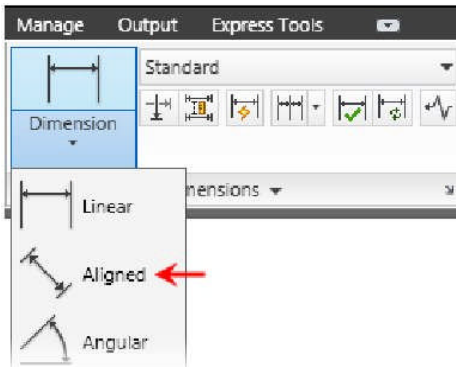 Manage Output Express Tools
Standard
Dimension
mensions
Linear
Aligned
Angular